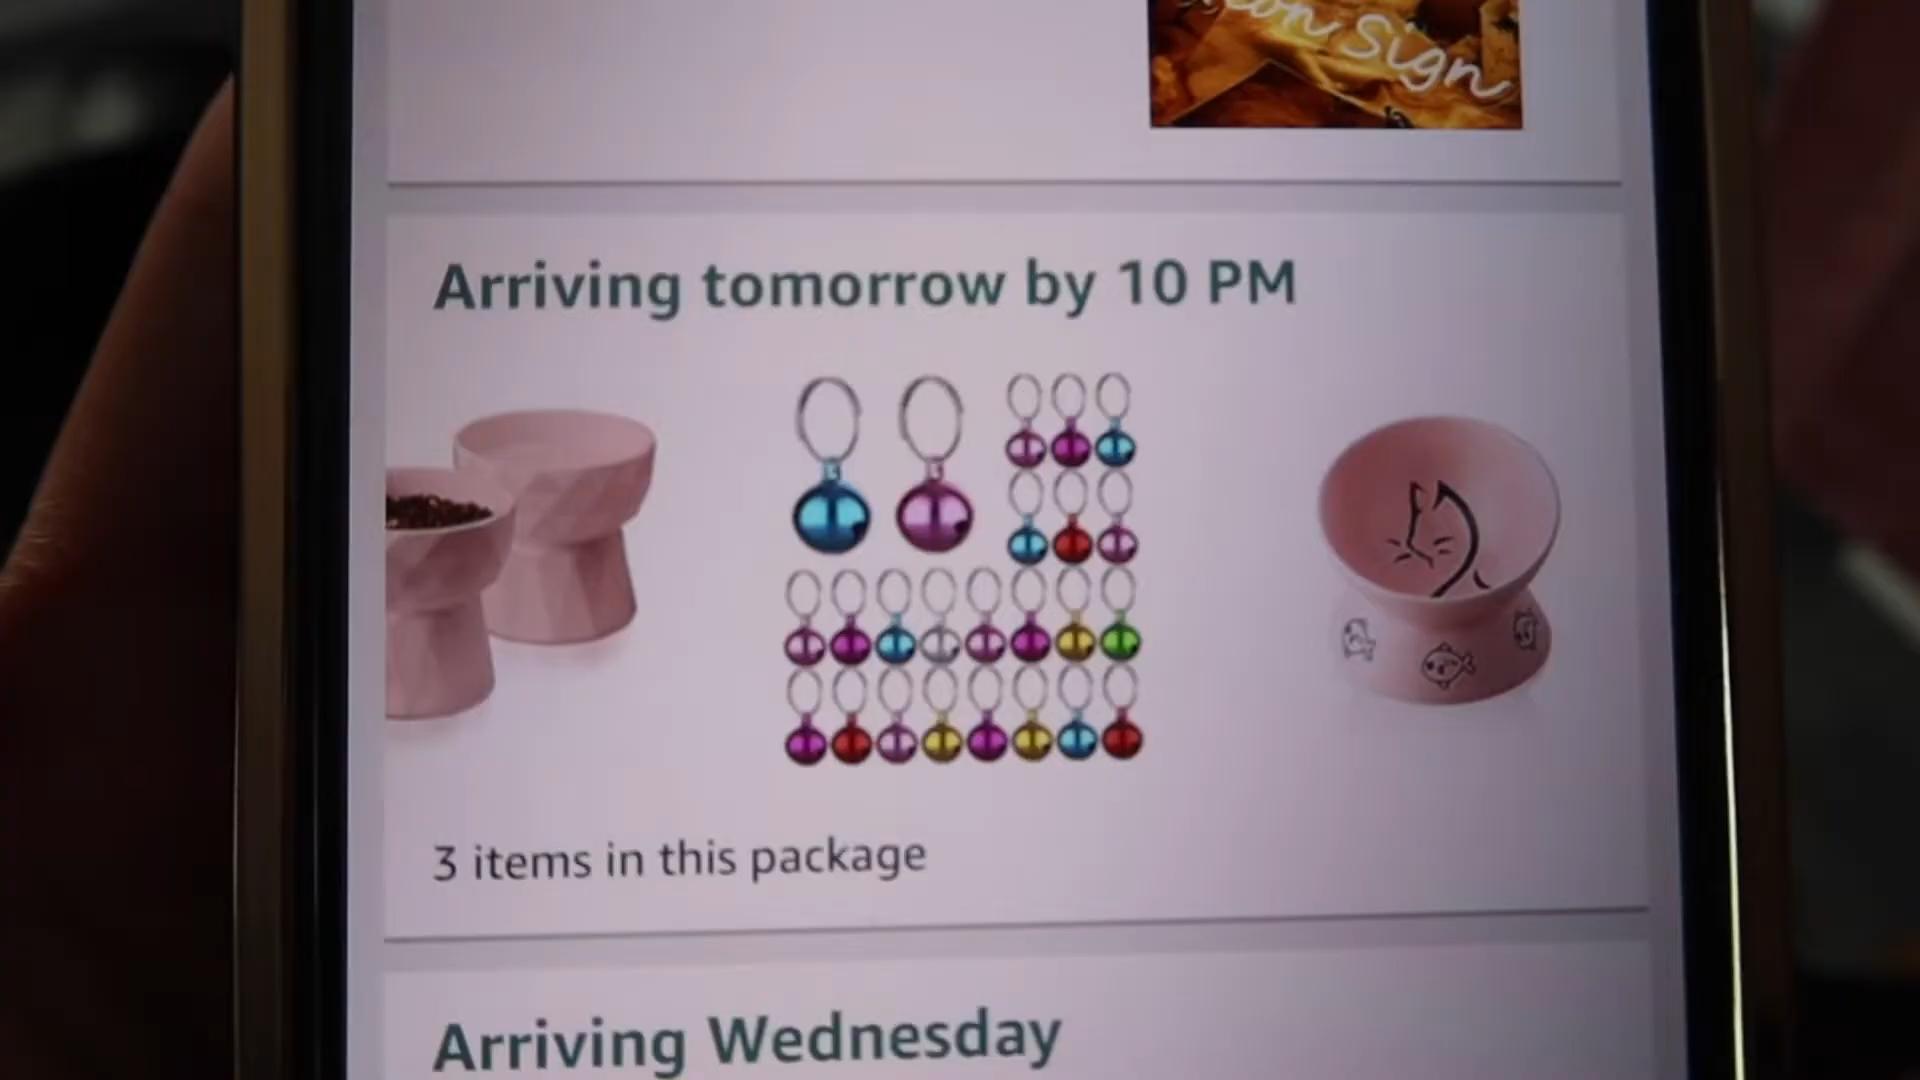 Sign
Arriving tomorrow by 10 PM
3 items in this package
Arriving Wednesday